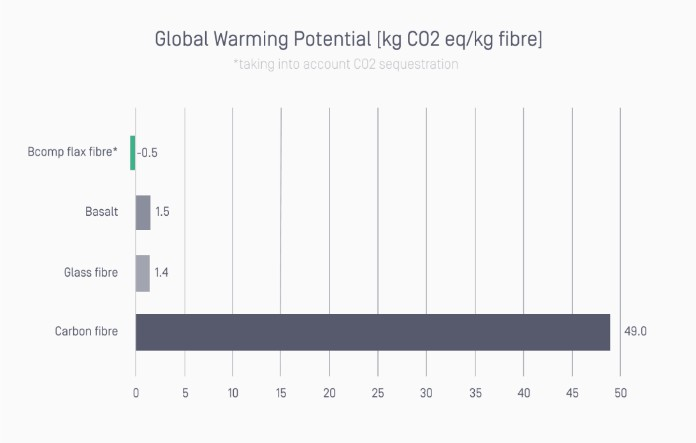 Global Warming Potential [kg CO2 eq/kg fibre]
*taking into account CO2 sequestration
Bcomp flax fibre* -0.5
Basalt 1.5
Glass fibre 1.4
Carbon fibre 49.0
0 5 10 15 20 25 30 35 40 45 50